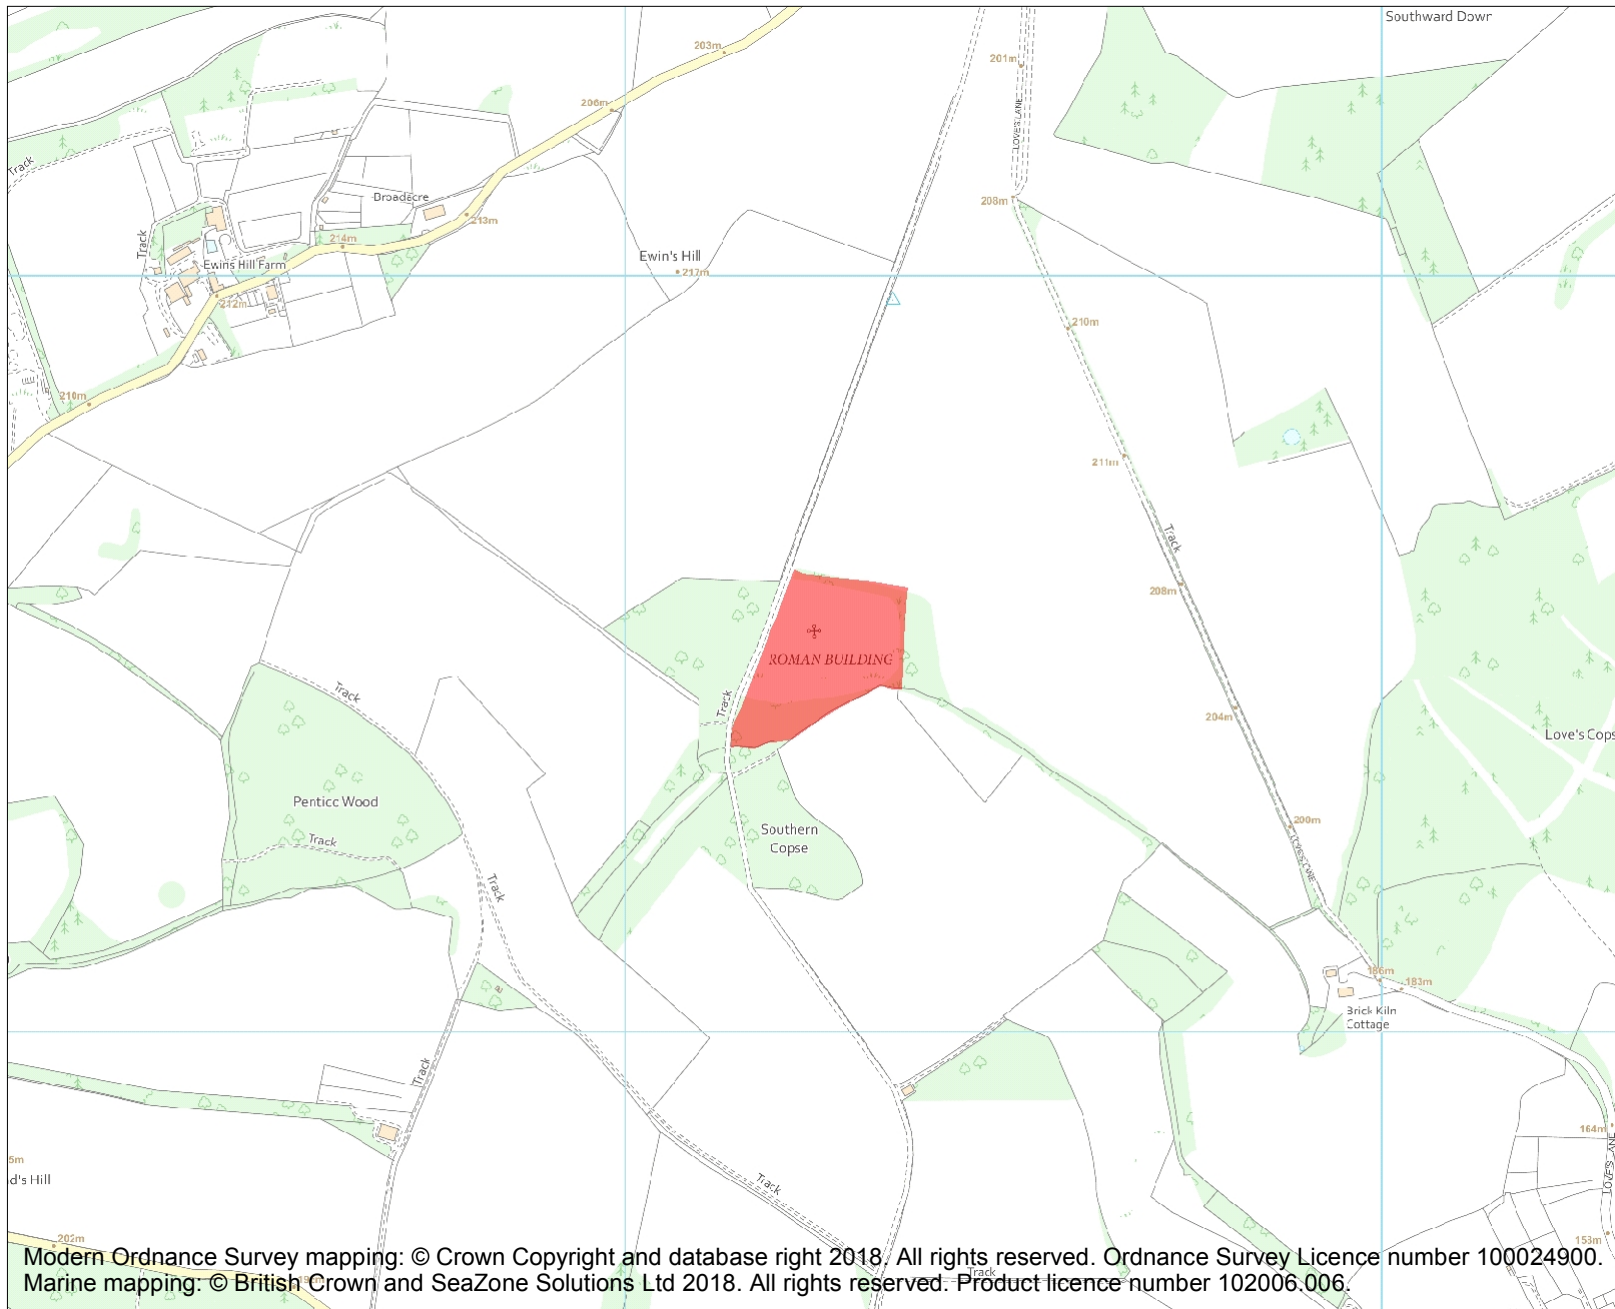 Southward Down
203m
201m
206m
LOVE'S LANE
Track
Broadacre
208m
213m
214m
Track
Ewin's Hill
Ewins Hill Farm
217m
212m
210m
210m
211m
Track
208m
ROMAN BUILDING
Track
Track
204m
Love's Cops
Penticc Wood
200m
Southern
Copse
Track
Track
186m
183m
Brick Kiln
Cottage
Track
164m
5m
d's Hill
Track
202m
153m
Modern Ordnance Survey mapping: © Crown Copyright and database right 2018. All rights reserved. Ordnance Survey Licence number 100024900.
Track
Marine mapping: © British Crown and SeaZone Solutions Ltd 2018. All rights reserved. Product licence number 102006.006.